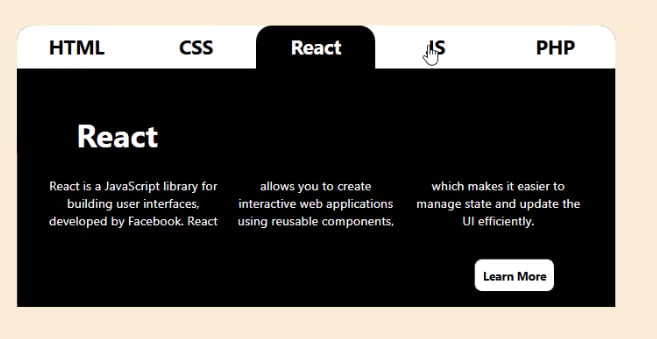 HTML CSS React JS PHP
React
React is a JavaScript library for
building user interfaces,
developed by Facebook. React
allows you to create
interactive web applications
using reusable components,
which makes it easier to
manage state and update the
UI efficiently.
Learn More